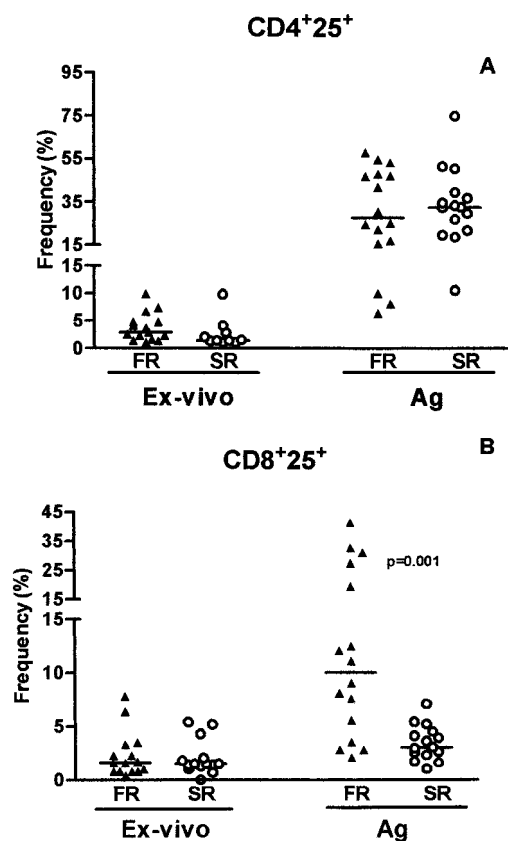 CD4⁺25⁺
A
Frequency (%)
95
75
55
35
15
15
10
5
0
FR SR FR SR
Ex-vivo Ag
CD8⁺25⁺
B
Frequency (%)
45
35
25
15
15
10
5
0
p=0.001
FR SR FR SR
Ex-vivo Ag